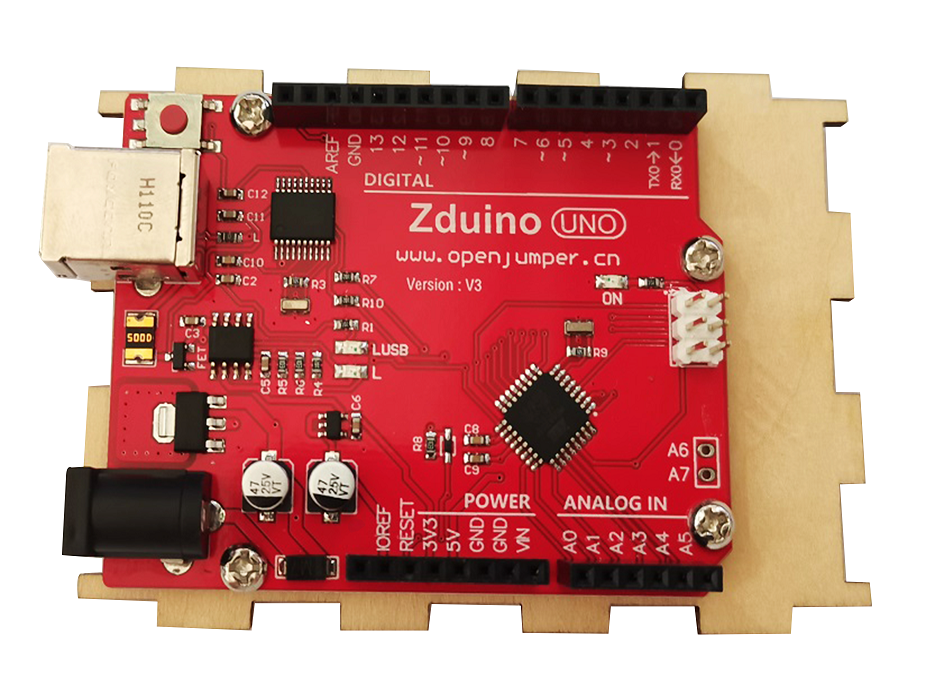 AREF
GND
13
12
~11
~10
~9
8
7
~6
~5
4
~3
2
TX0→1
RX0←0
DIGITAL
Zduino UNO
www.openjumper.cn
Version : V3
H110C
C12
C11
L
C10
C2
R3
R7
R10
R1
LUSB
L
ON
C3
FET
500D
C5
R5
R6
R4
C6
R8
C8
C9
R9
A6
A7
47
25V
VT
47
25V
VT
POWER
ANALOG IN
IOREF
RESET
3V3
5V
GND
GND
VIN
A0
A1
A2
A3
A4
A5